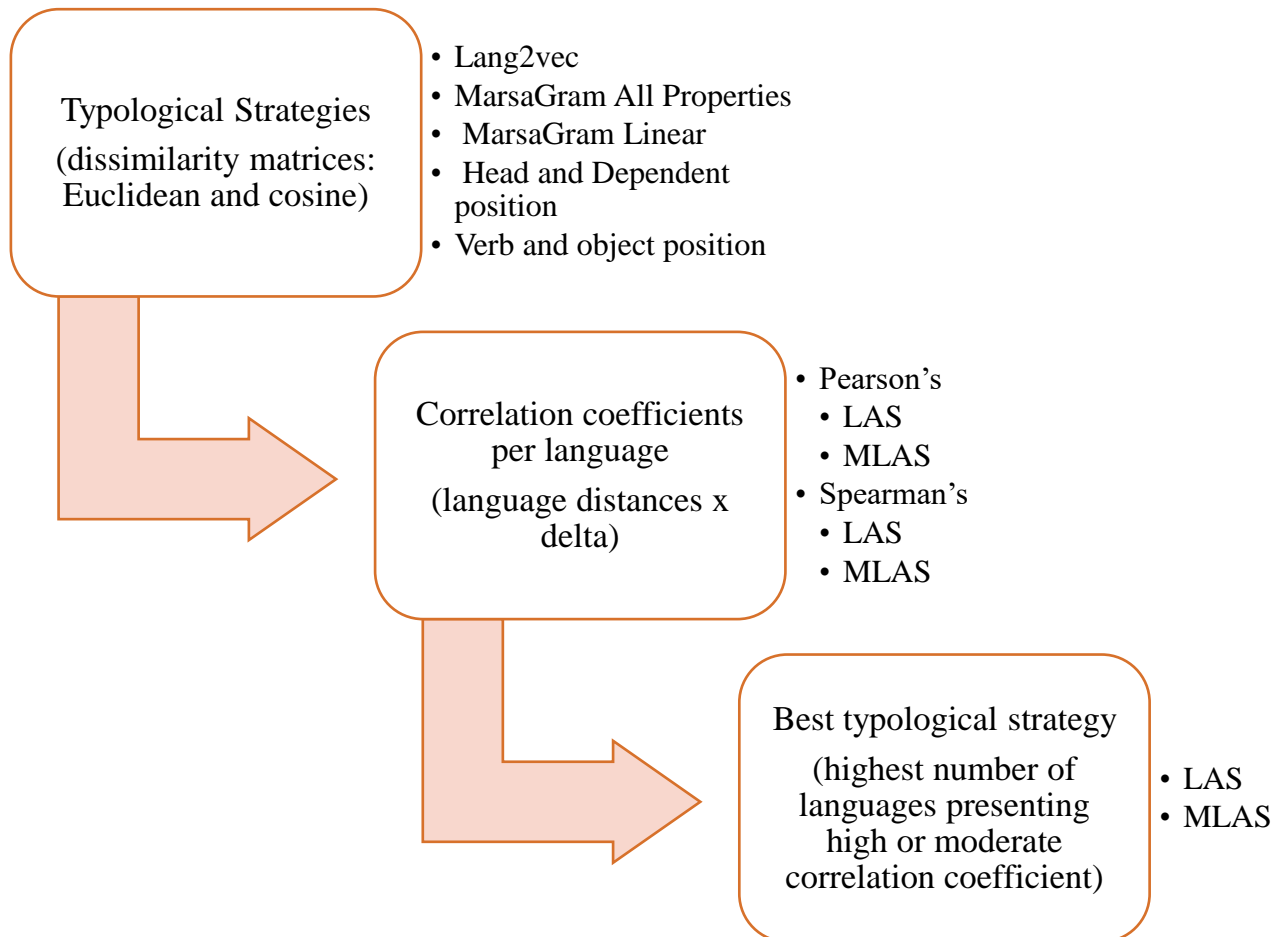 Typological Strategies
(dissimilarity matrices:
Euclidean and cosine)
• Lang2vec
• MarsaGram All Properties
• MarsaGram Linear
• Head and Dependent
position
• Verb and object position
Correlation coefficients
per language
(language distances x
delta)
• Pearson’s
• LAS
• MLAS
• Spearman’s
• LAS
• MLAS
Best typological strategy
(highest number of
languages presenting
high or moderate
correlation coefficient)
• LAS
• MLAS